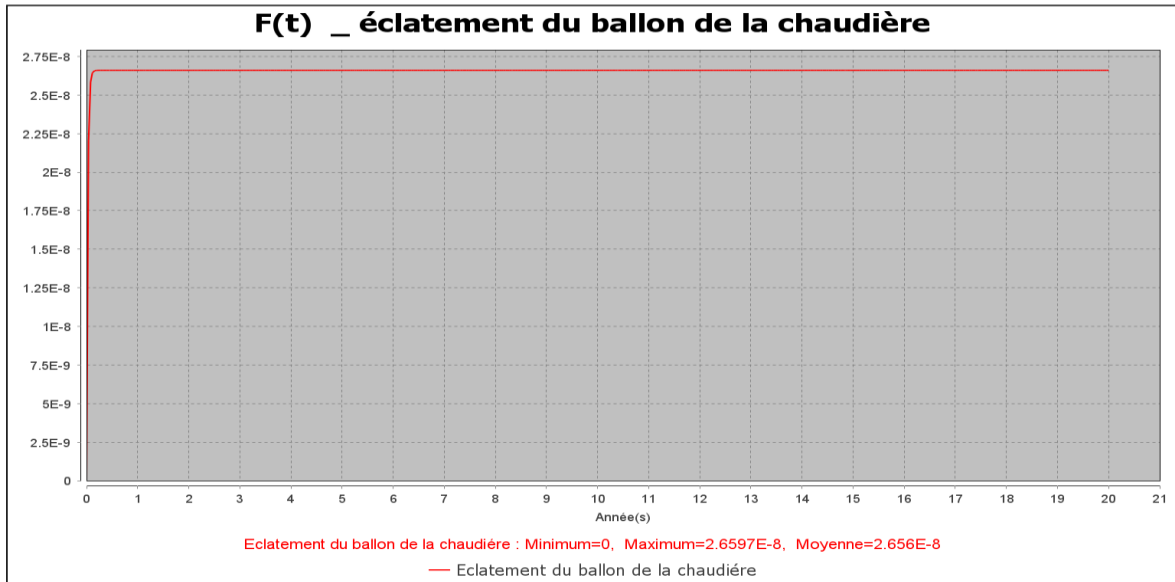 F(t) _ éclatement du ballon de la chaudière
2.75E-8
2.5E-8
2.25E-8
2E-8
1.75E-8
1.5E-8
1.25E-8
1E-8
7.5E-9
5E-9
2.5E-9
0
0 1 2 3 4 5 6 7 8 9 10 11 12 13 14 15 16 17 18 19 20 21
Année(s)
Eclatement du ballon de la chaudiére : Minimum=0, Maximum=2.6597E-8, Moyenne=2.656E-8
Eclatement du ballon de la chaudiére